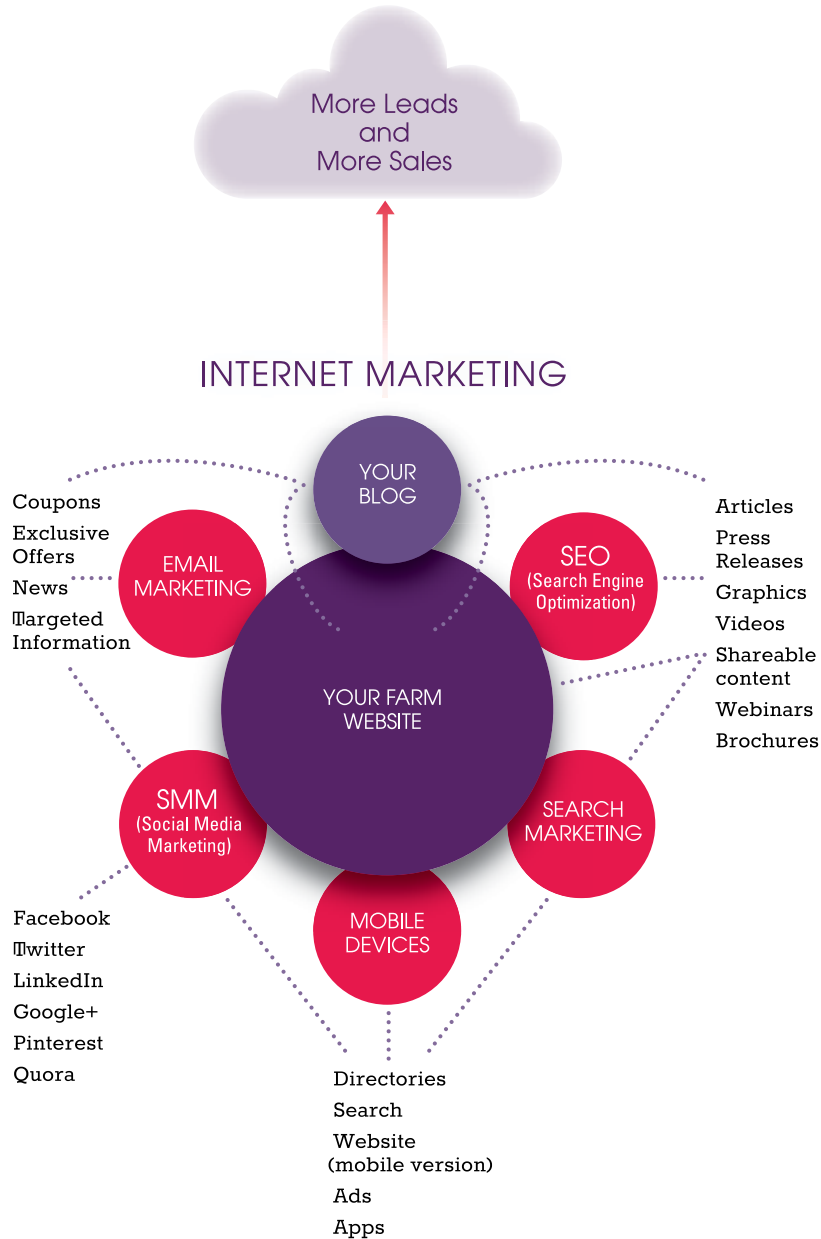 More Leads
and
More Sales
INTERNET MARKETING
YOUR
BLOG
Coupons
Exclusive
Offers
News
Targeted
Information
EMAIL
MARKETING
SEO
(Search Engine
Optimization)
Articles
Press
Releases
Graphics
Videos
Shareable
content
Webinars
Brochures
YOUR FARM
WEBSITE
SMM
(Social Media
Marketing)
SEARCH
MARKETING
MOBILE
DEVICES
Facebook
Twitter
LinkedIn
Google+
Pinterest
Quora
Directories
Search
Website
(mobile version)
Ads
Apps